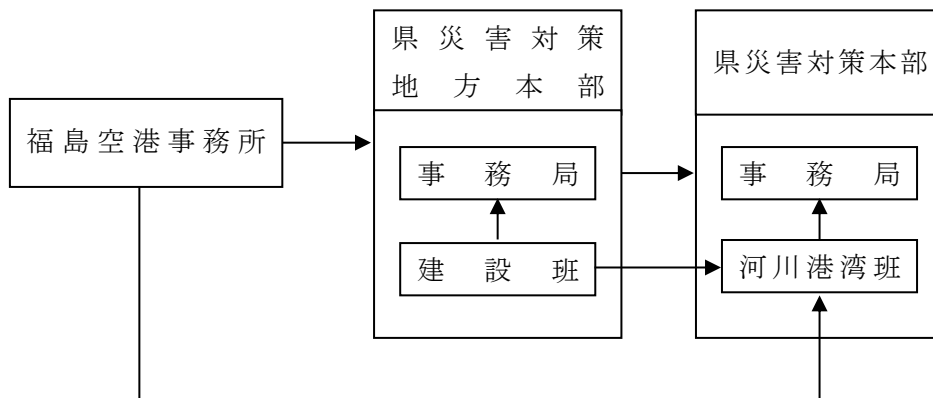 県災害対策
地方本部
県災害対策本部
福島空港事務所
事務局
事務局
建設班
河川港湾班